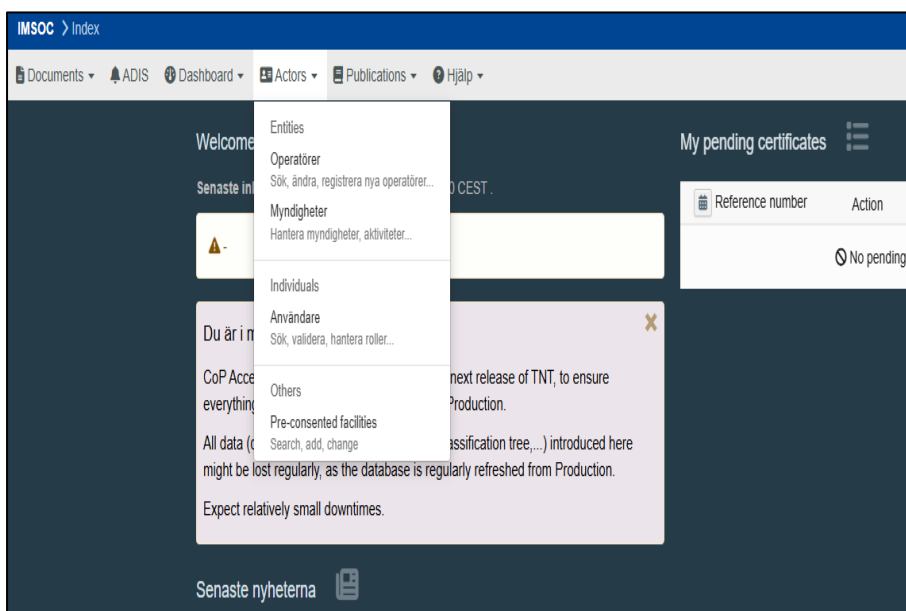 IMSOC > Index
Documents ADIS Dashboard Actors Publications Hjälp
Welcome
Senaste in
0 CEST .
-
Entities
Operatörer
Sök, ändra, registrera nya operatörer...
Myndigheter
Hantera myndigheter, aktiviteter...
Individuals
Användare
Sök, validera, hantera roller...
Others
Pre-consented facilities
Search, add, change
My pending certificates
Reference number Action
No pending
Du är i m
CoP Acce
next release of TNT, to ensure
everything
Production.
All data (c
assification tree,...) introduced here
might be lost regularly, as the database is regularly refreshed from Production.
Expect relatively small downtimes.
Senaste nyheterna